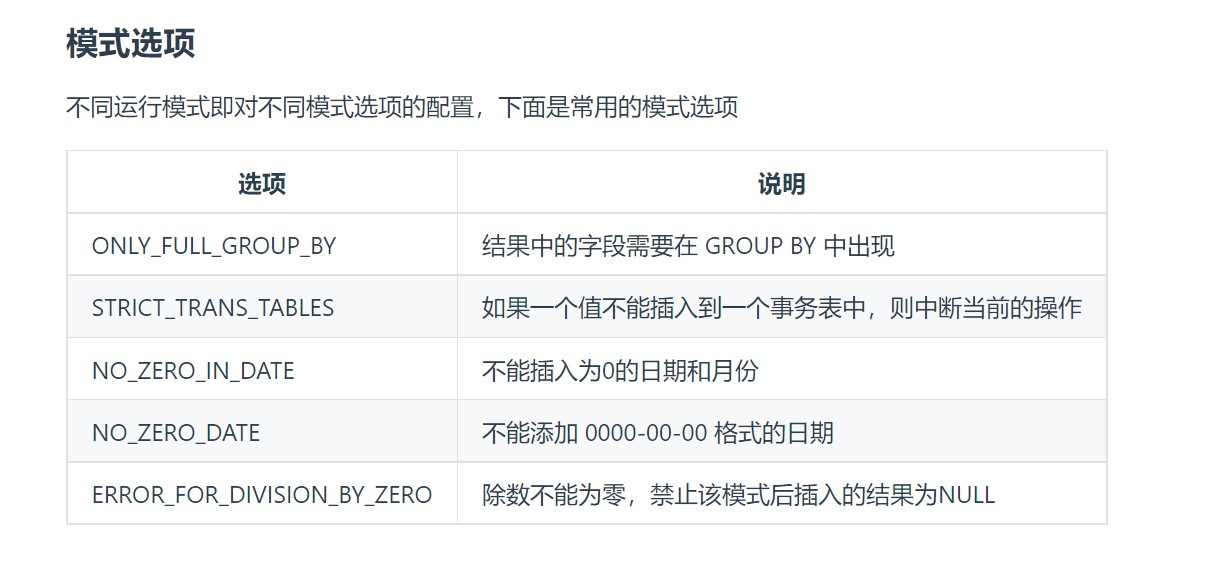 模式选项
不同运行模式即对不同模式选项的配置，下面是常用的模式选项
选项 说明
ONLY_FULL_GROUP_BY 结果中的字段需要在 GROUP BY 中出现
STRICT_TRANS_TABLES 如果一个值不能插入到一个事务表中，则中断当前的操作
NO_ZERO_IN_DATE 不能插入为0的日期和月份
NO_ZERO_DATE 不能添加 0000-00-00 格式的日期
ERROR_FOR_DIVISION_BY_ZERO 除数不能为零，禁止该模式后插入的结果为NULL